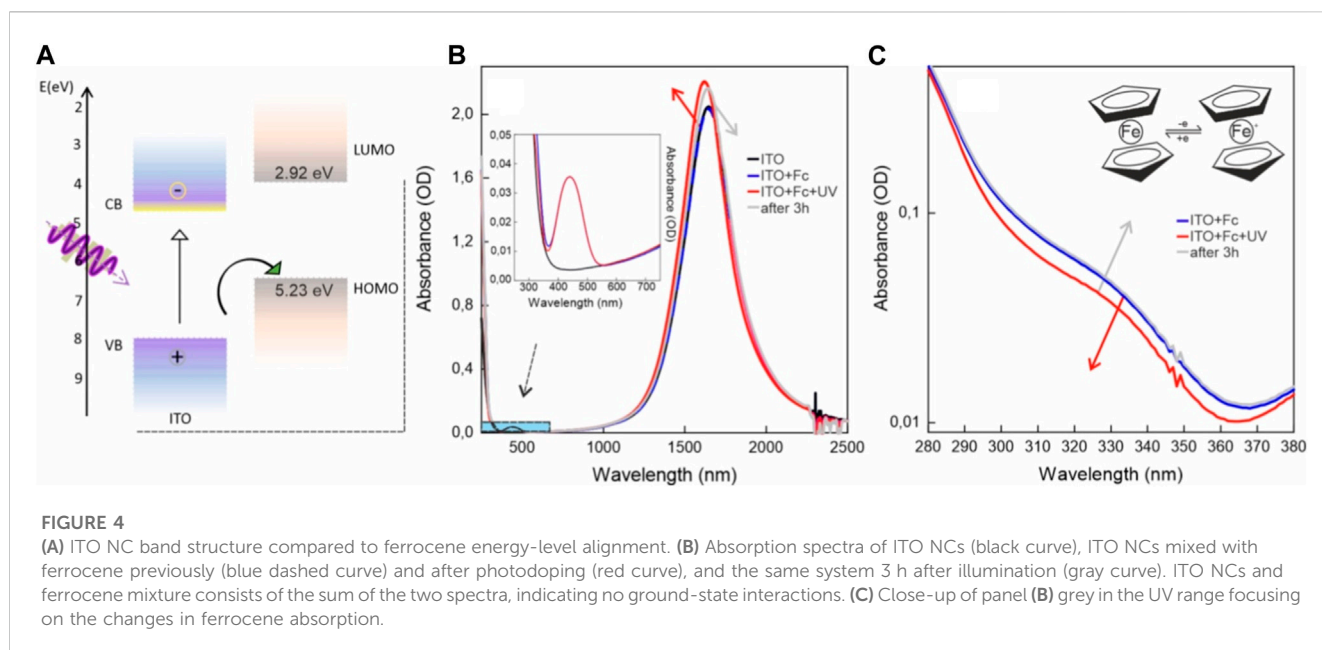 A
E(eV)
2
3
4
5
6
7
8
9
CB
VB
-
+
ITO
2.92 eV
LUMO
5.23 eV
HOMO
B
Absorbance (OD)
2,0
1,6
1,2
0,8
0,4
0,0
500
1000
1500
2000
2500
Wavelength (nm)
0,05
0,04
0,03
0,02
0,01
0,00
300
400
500
600
700
Wavelength (nm)
Absorbance (OD)
ITO
ITO+Fc
ITO+Fc+UV
after 3h
C
Absorbance (OD)
0,1
0,01
280 290 300 310 320 330 340 350 360 370 380
Wavelength (nm)
Fe
-e
+e
Fe
ITO+Fc
ITO+Fc+UV
after 3h
FIGURE 4
(A) ITO NC band structure compared to ferrocene energy-level alignment. (B) Absorption spectra of ITO NCs (black curve), ITO NCs mixed with
ferrocene previously (blue dashed curve) and after photodoping (red curve), and the same system 3 h after illumination (gray curve). ITO NCs and
ferrocene mixture consists of the sum of the two spectra, indicating no ground-state interactions. (C) Close-up of panel (B) grey in the UV range focusing
on the changes in ferrocene absorption.